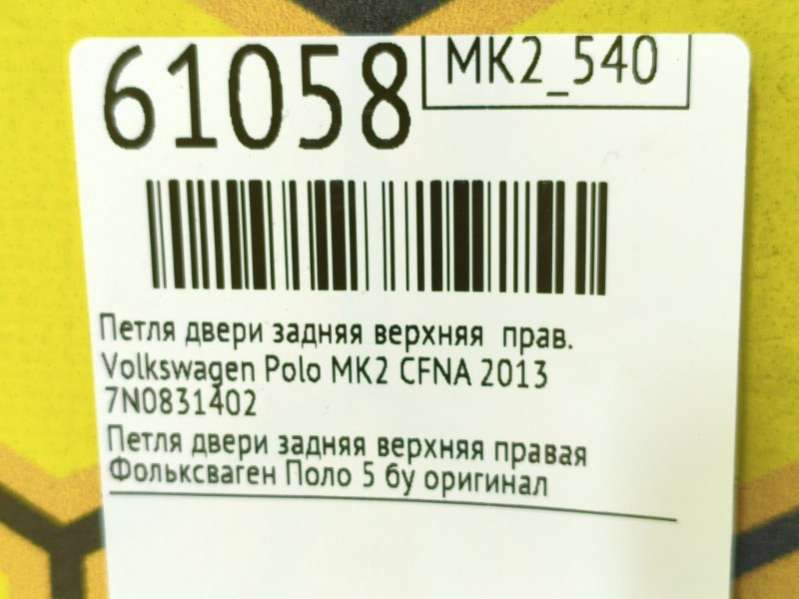 61058
MK2_540
Петля двери задняя верхняя прав.
Volkswagen Polo MK2 CFNA 2013
7N0831402
Петля двери задняя верхняя правая
Фольксваген Поло 5 бу оригинал